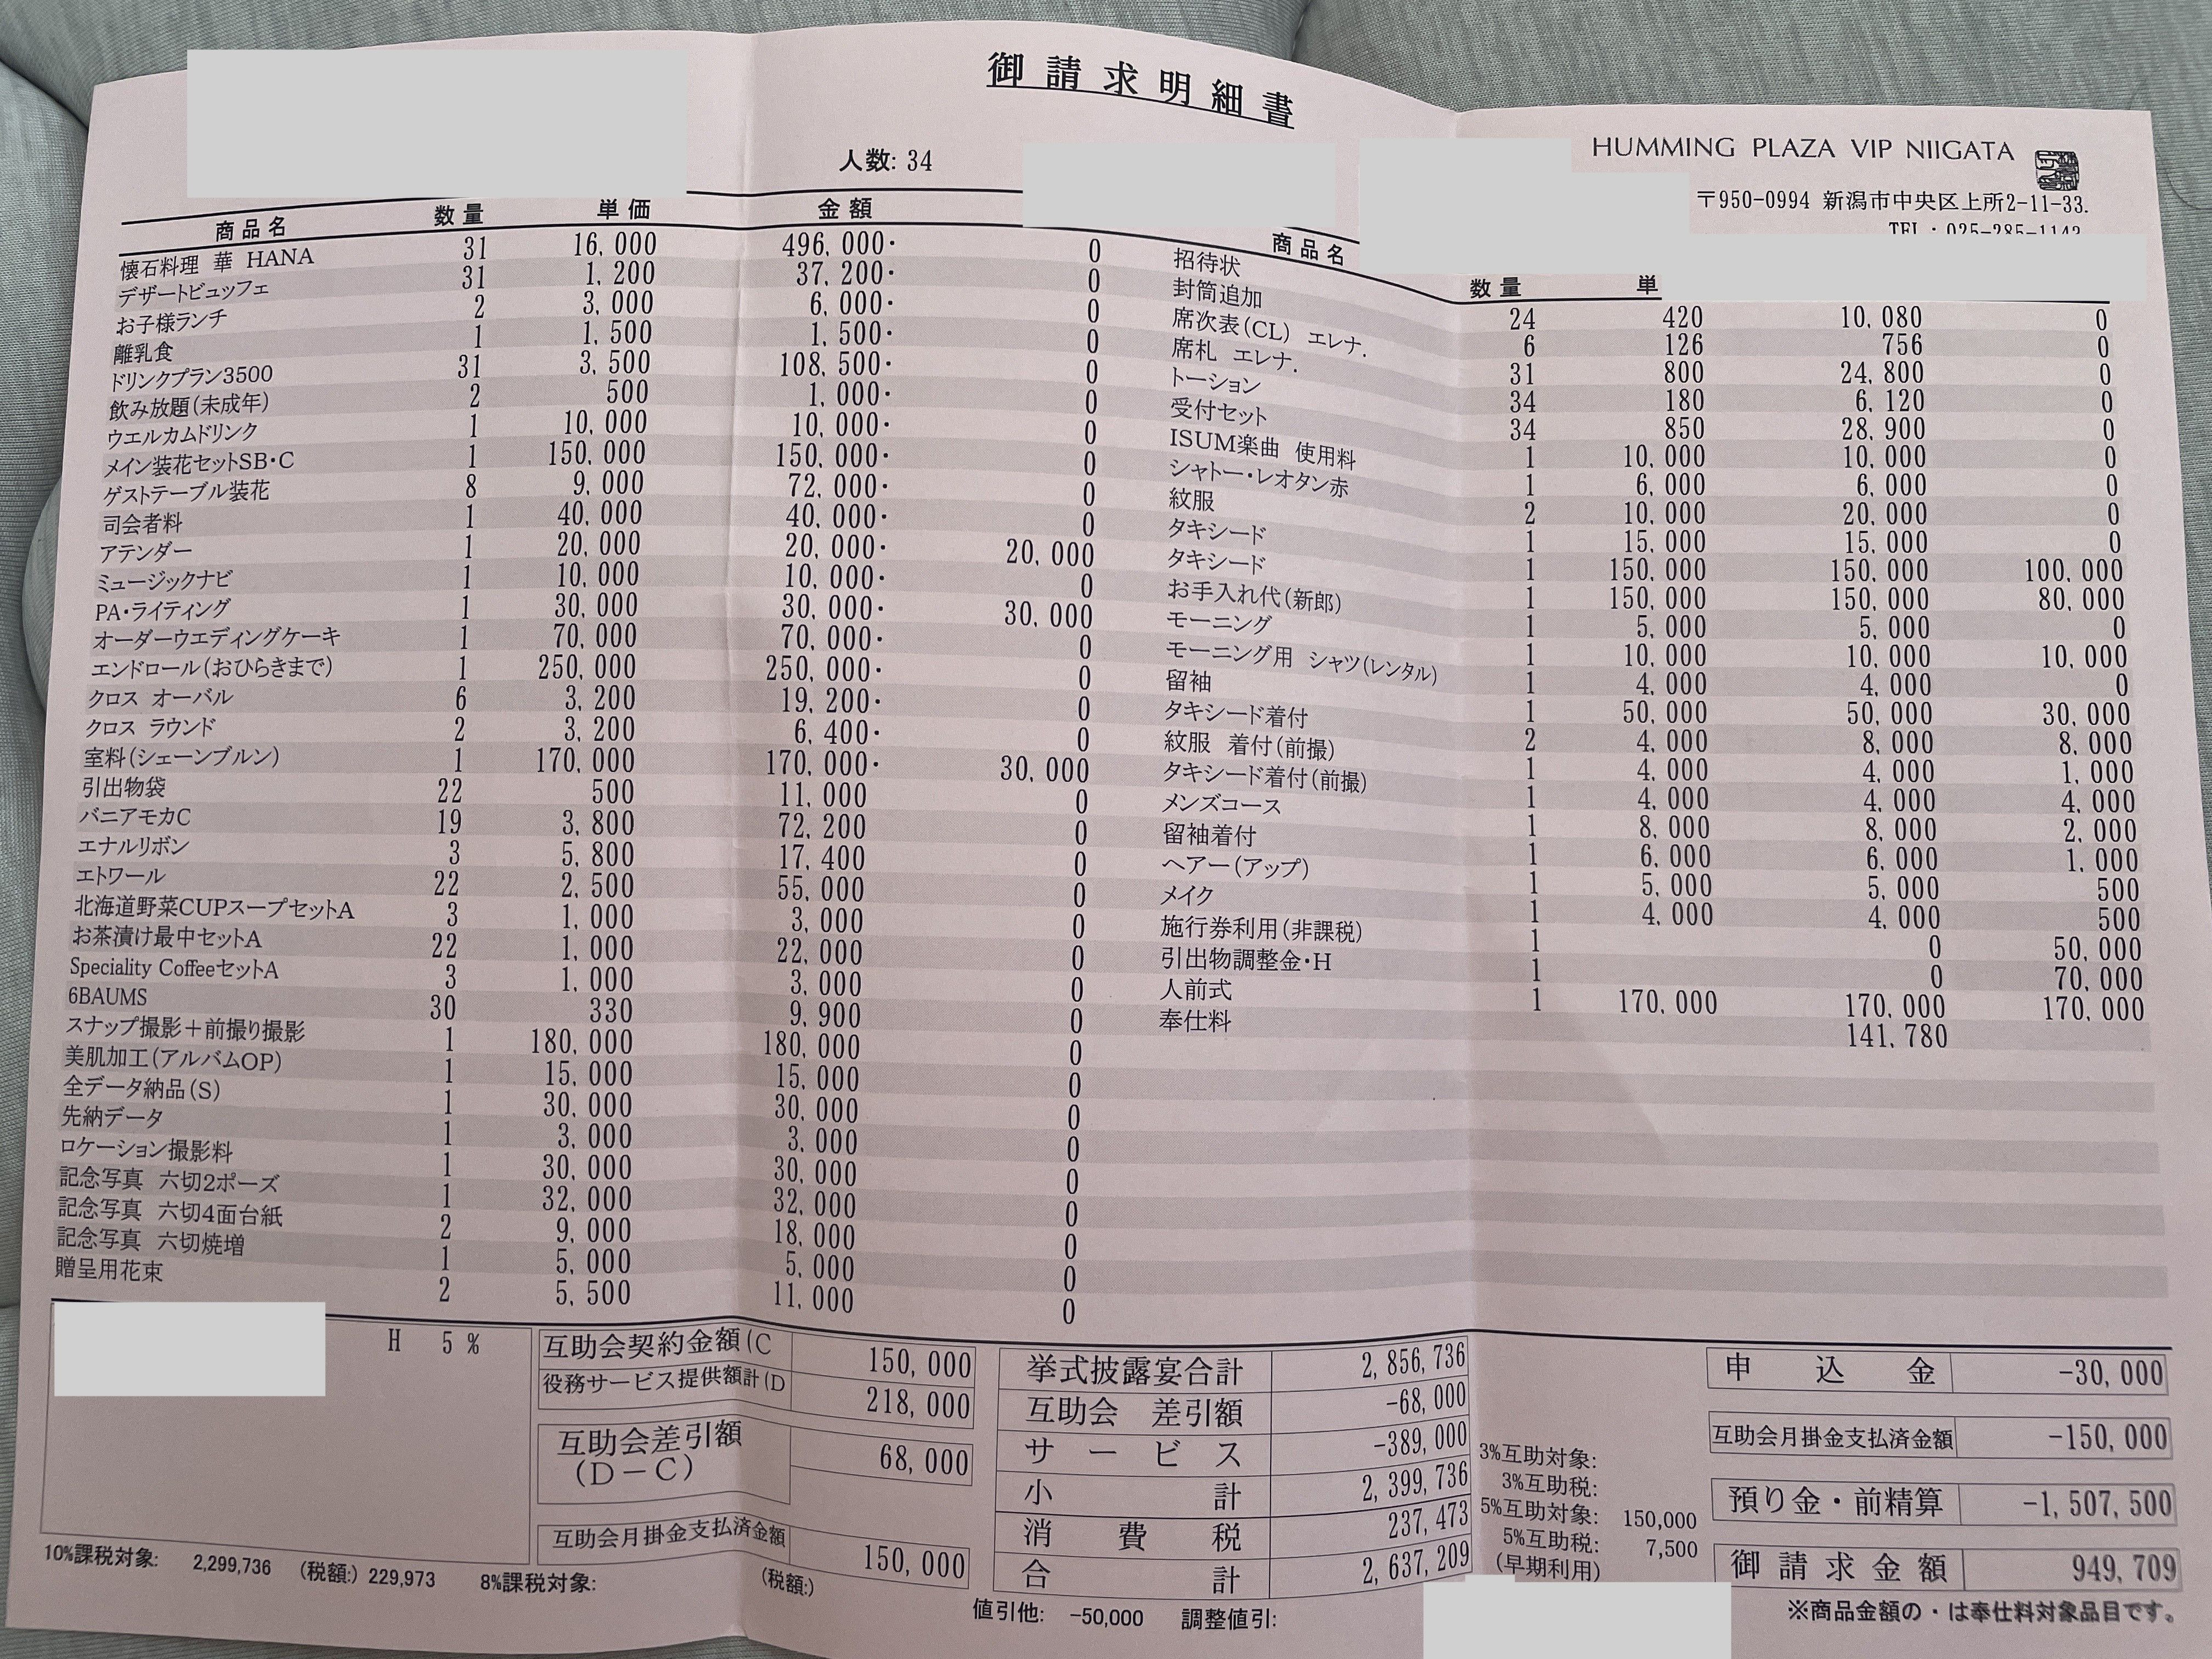 御請求明細書
人数: 34
HUMMING PLAZA VIP NIIGATA
〒950-0994 新潟市中央区上所2-11-33.
TEL : 025-285-1143
商品名 数量 単価 金額
懐石料理 華 HANA 31 16,000 496,000・ 0
デザートビュッフェ 31 1,200 37,200・ 0
お子様ランチ 2 3,000 6,000・ 0
離乳食 1 1,500 1,500・ 0
ドリンクプラン3500 31 3,500 108,500・ 0
飲み放題(未成年) 2 500 1,000・ 0
ウエルカムドリンク 1 10,000 10,000・ 0
メイン装花セットSB・C 1 150,000 150,000・ 0
ゲストテーブル装花 8 9,000 72,000・ 0
司会者料 1 40,000 40,000・ 0
アテンダー 1 20,000 20,000・ 20,000
ミュージックナビ 1 10,000 10,000・ 0
PA・ライティング 1 30,000 30,000・ 30,000
オーダーウエディングケーキ 1 70,000 70,000・ 0
エンドロール(おひらきまで) 1 250,000 250,000・ 0
クロス オーバル 6 3,200 19,200・ 0
クロス ラウンド 2 3,200 6,400・ 0
室料(シェーンブルン) 1 170,000 170,000・ 30,000
引出物袋 22 500 11,000 0
バニアモカC 19 3,800 72,200 0
エナルリボン 3 5,800 17,400 0
エトワール 22 2,500 55,000 0
北海道野菜CUPスープセットA 3 1,000 3,000 0
お茶漬け最中セットA 22 1,000 22,000 0
Speciality CoffeeセットA 3 1,000 3,000 0
6BAUMS 30 330 9,900 0
スナップ撮影＋前撮り撮影 1 180,000 180,000 0
美肌加工(アルバムOP) 1 15,000 15,000 0
全データ納品(S) 1 30,000 30,000 0
先納データ 1 3,000 3,000 0
ロケーション撮影料 1 30,000 30,000 0
記念写真 六切2ポーズ 1 32,000 32,000 0
記念写真 六切4面台紙 2 9,000 18,000 0
記念写真 六切焼増 1 5,000 5,000 0
贈呈用花束 2 5,500 11,000 0
商品名 数量 単
招待状 24 420 10,080 0
封筒追加 6 126 756 0
席次表(CL) エレナ. 31 800 24,800 0
席札 エレナ. 34 180 6,120 0
トーション 34 850 28,900 0
受付セット 1 10,000 10,000 0
ISUM楽曲 使用料 1 6,000 6,000 0
シャトー・レオタン赤 2 10,000 20,000 0
紋服 1 15,000 15,000 0
タキシード 1 150,000 150,000 100,000
タキシード 1 150,000 150,000 80,000
お手入れ代(新郎) 1 5,000 5,000 0
モーニング 1 10,000 10,000 10,000
モーニング用 シャツ(レンタル) 1 4,000 4,000 0
留袖 1 50,000 50,000 30,000
タキシード着付 2 4,000 8,000 8,000
紋服 着付(前撮) 1 4,000 4,000 1,000
タキシード着付(前撮) 1 4,000 4,000 4,000
メンズコース 1 8,000 8,000 2,000
留袖着付 1 6,000 6,000 1,000
ヘアー(アップ) 1 5,000 5,000 500
メイク 1 4,000 4,000 500
施行券利用(非課税) 1 0 50,000
引出物調整金・H 1 0 70,000
人前式 1 170,000 170,000 170,000
奉仕料 141,780
H 5 %
互助会契約金額(C 150,000
役務サービス提供額計(D 218,000
互助会差引額(D－C) 68,000
互助会月掛金支払済金額 150,000
挙式披露宴合計 2,856,736
互助会 差引額 -68,000
サービス -389,000
小計 2,399,736
消費税 237,473
合計 2,637,209
3%互助対象:
3%互助税:
5%互助対象: 150,000
5%互助税: 7,500
(早期利用)
申込金 -30,000
互助会月掛金支払済金額 -150,000
預り金・前精算 -1,507,500
御請求金額 949,709
10%課税対象: 2,299,736 (税額:) 229,973 8%課税対象: (税額:)
値引他: -50,000 調整値引:
※商品金額の・は奉仕料対象品目です。